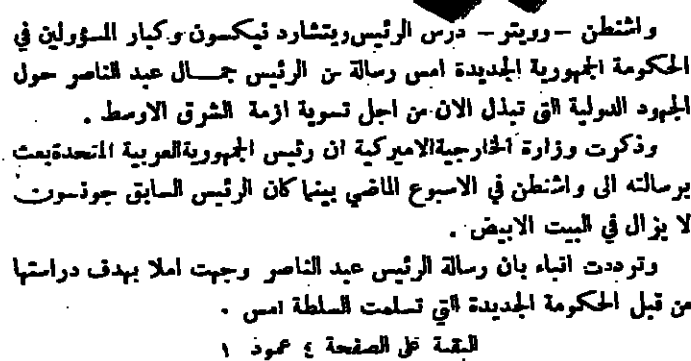 واشنطن – رويتر – درس الرئيس ريتشارد نيكسون وكبار المسؤولين في
الحكومة الجمهورية الجديدة امس رسالة من الرئيس جمــال عبد الناصر حول
الجهود الدولية التي تبذل الان من اجل تسوية ازمة الشرق الاوسط .
وذكرت وزارة الخارجية الاميركية ان رئيس الجمهورية العربية المتحدة بعث
برسالته الى واشنطن في الاسبوع الماضي بينما كان الرئيس السابق جونسون
لا يزال في البيت الابيض .
وترددت انباء بان رسالة الرئيس عبد الناصر وجهت املا بهدف دراستها
من قبل الحكومة الجديدة التي تسلمت السلطة امس .
البقية على الصفحة ٤ عمود ١